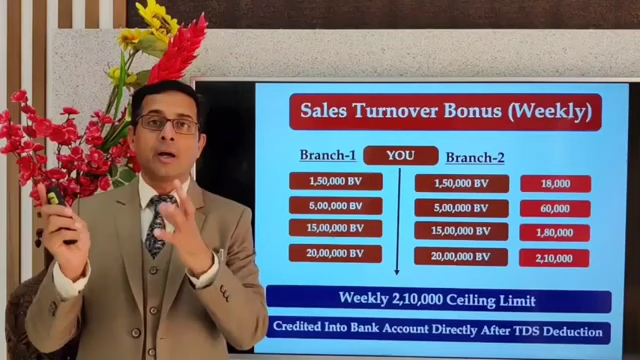 Sales Turnover Bonus (Weekly)
Branch-1 YOU Branch-2
1,50,000 BV 1,50,000 BV 18,000
5,00,000 BV 5,00,000 BV 60,000
15,00,000 BV 15,00,000 BV 1,80,000
20,00,000 BV 20,00,000 BV 2,10,000
Weekly 2,10,000 Ceiling Limit
Credited Into Bank Account Directly After TDS Deduction